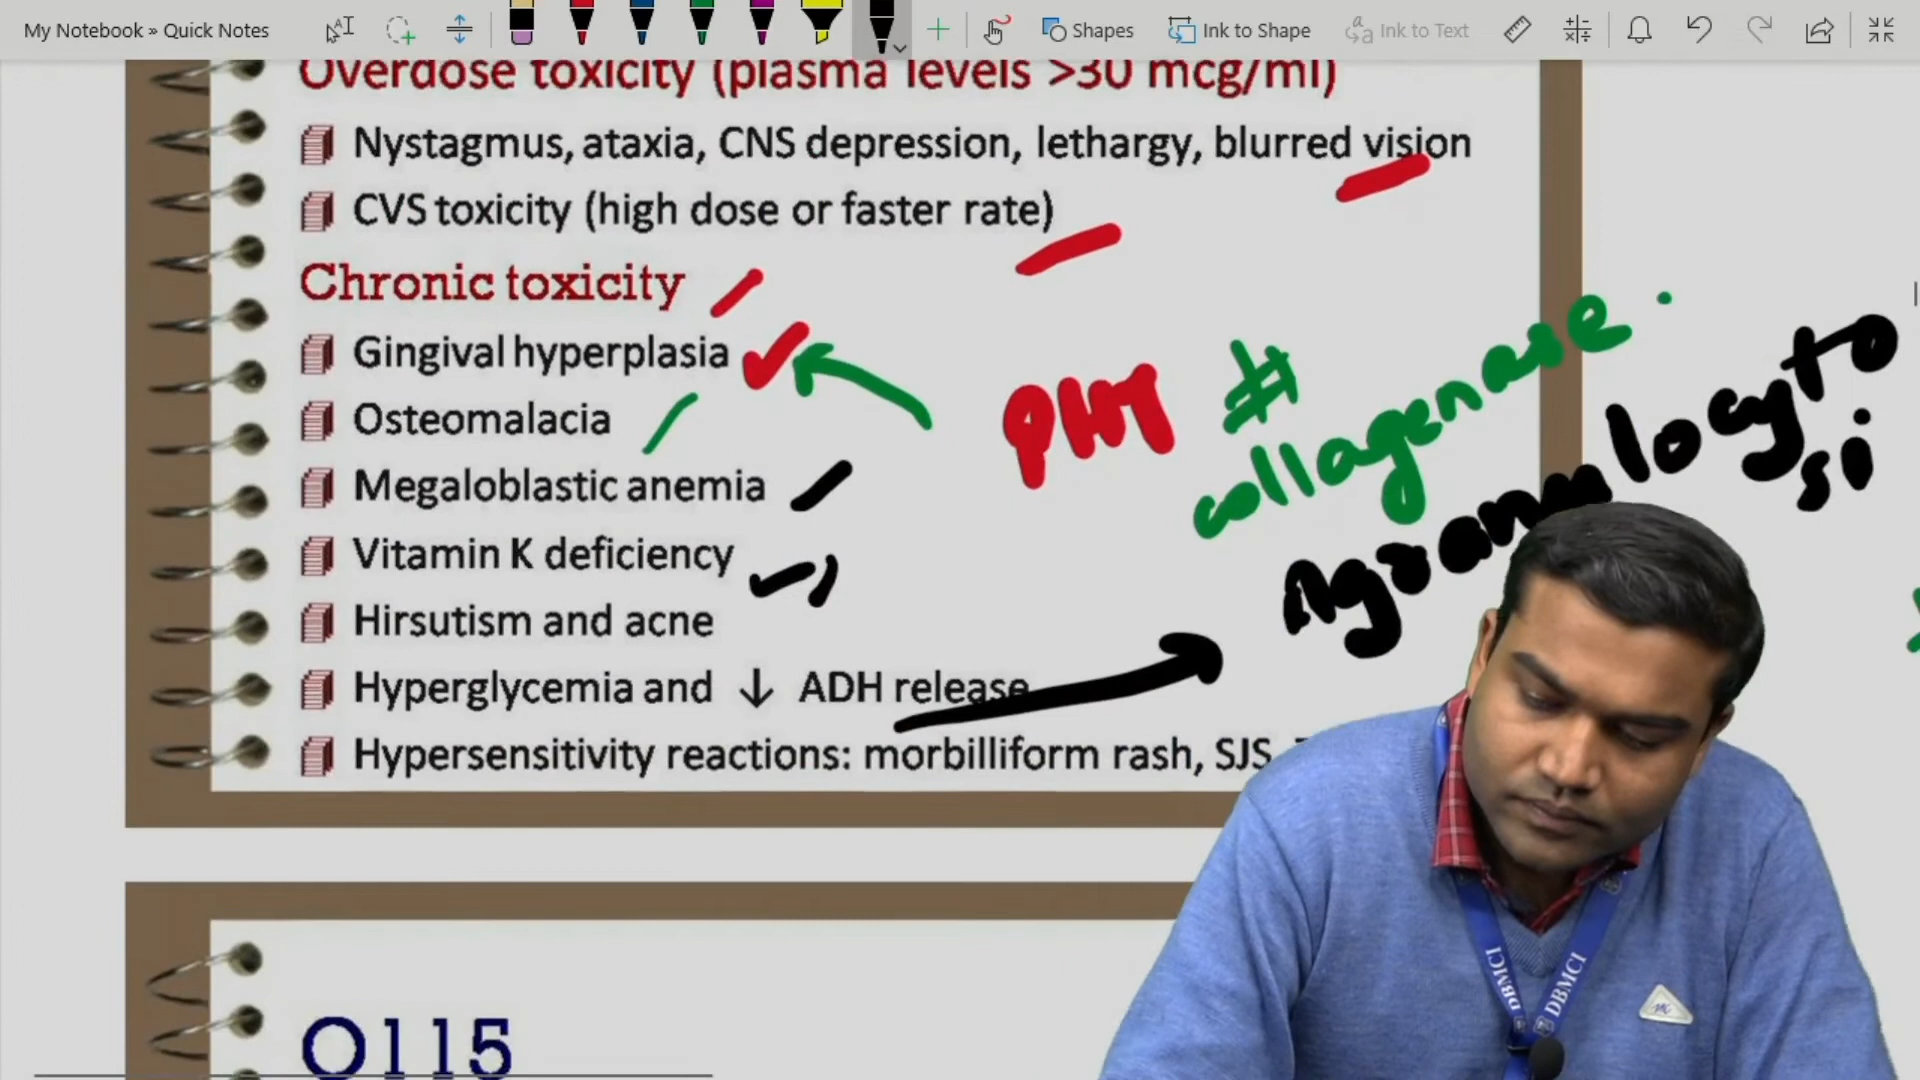 My Notebook » Quick Notes
Shapes
Ink to Shape
Ink to Text
Overdose toxicity (plasma levels >30 mcg/ml)
Nystagmus, ataxia, CNS depression, lethargy, blurred vision
CVS toxicity (high dose or faster rate)
Chronic toxicity
Gingival hyperplasia
Osteomalacia
Megaloblastic anemia
Vitamin K deficiency
Hirsutism and acne
Hyperglycemia and ↓ ADH release
Hypersensitivity reactions: morbilliform rash, SJS
PHT #
collagenase
Agranulocyto
si
Q115
DBMCI
DBMCI